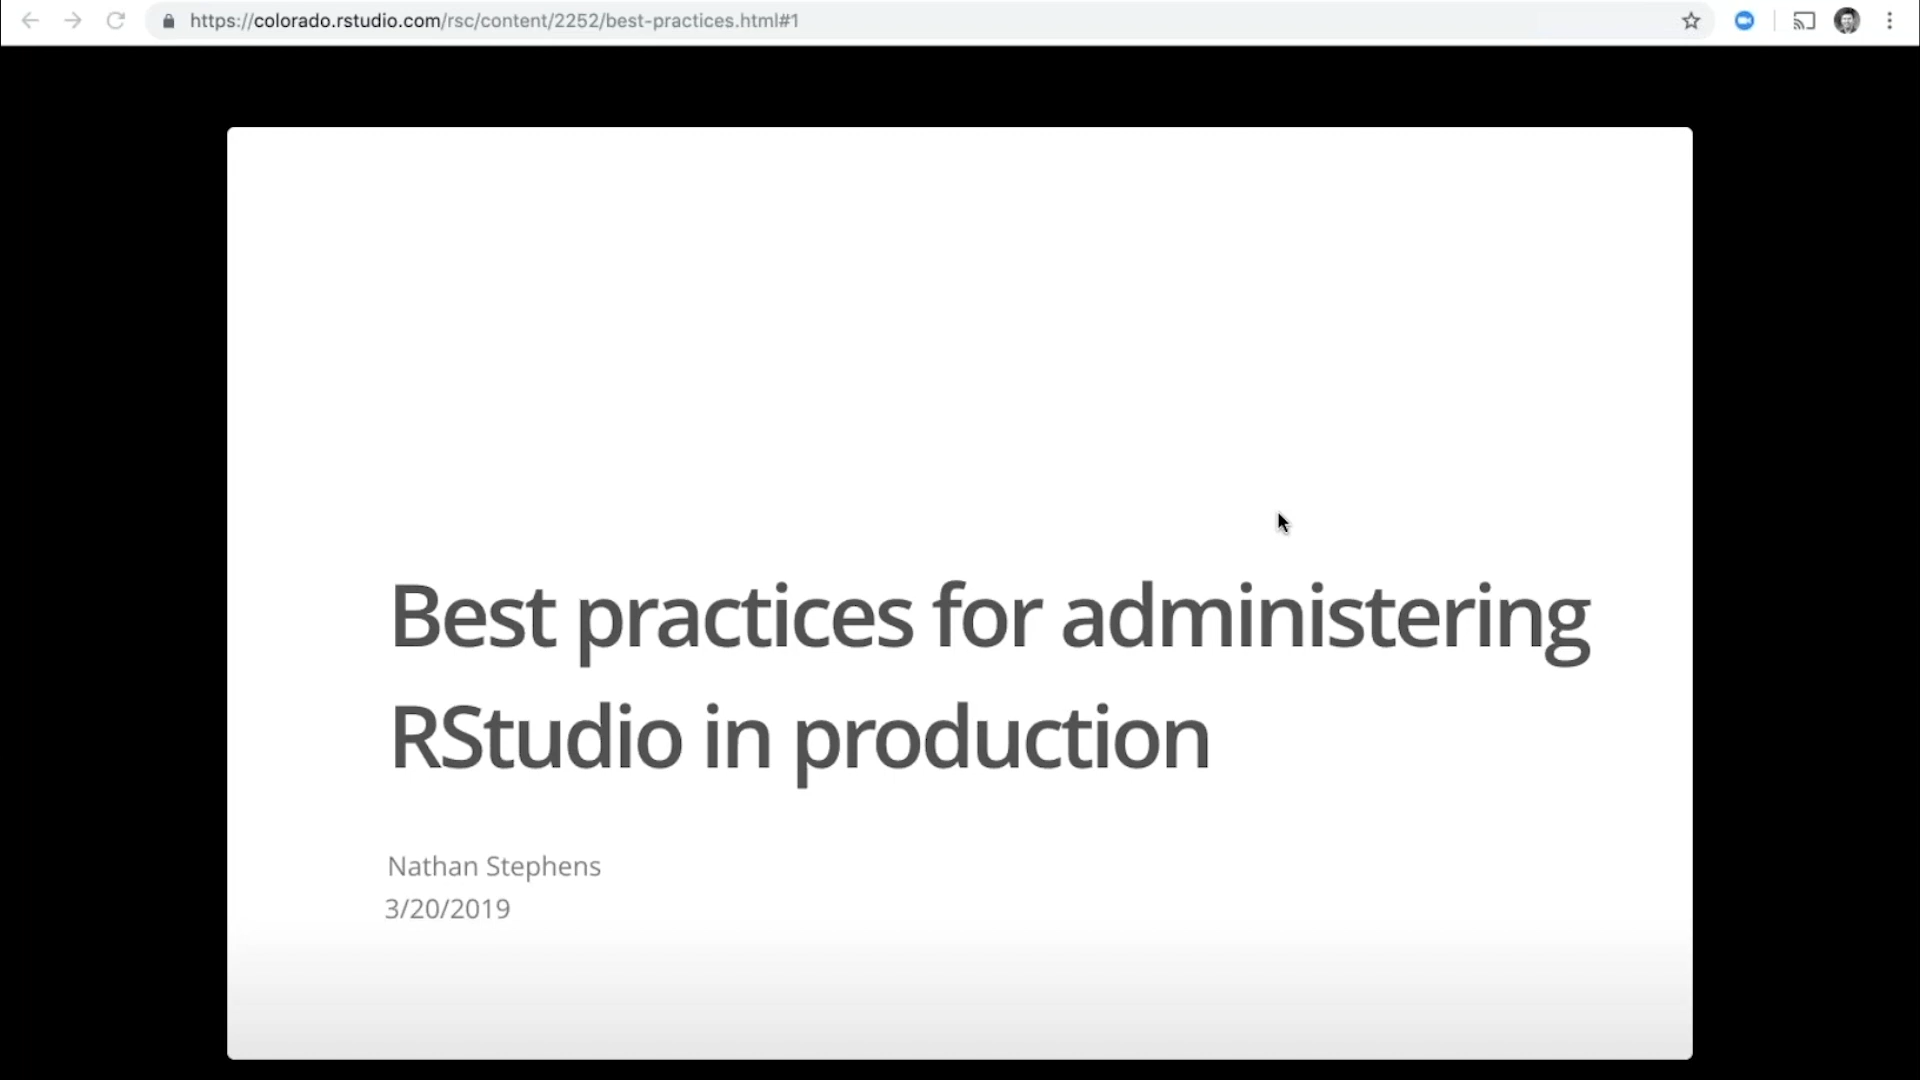 https://colorado.rstudio.com/rsc/content/2252/best-practices.html#1
Best practices for administering
RStudio in production
Nathan Stephens
3/20/2019